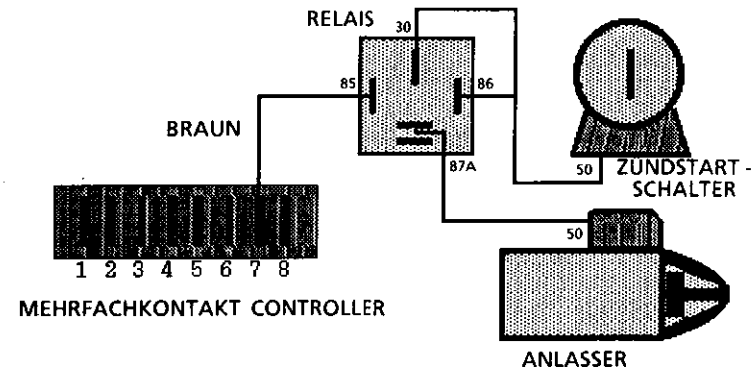 RELAIS
30
85
86
BRAUN
87A
50
ZÜNDSTART -
SCHALTER
50
1 2 3 4 5 6 7 8
MEHRFACHKONTAKT CONTROLLER
ANLASSER